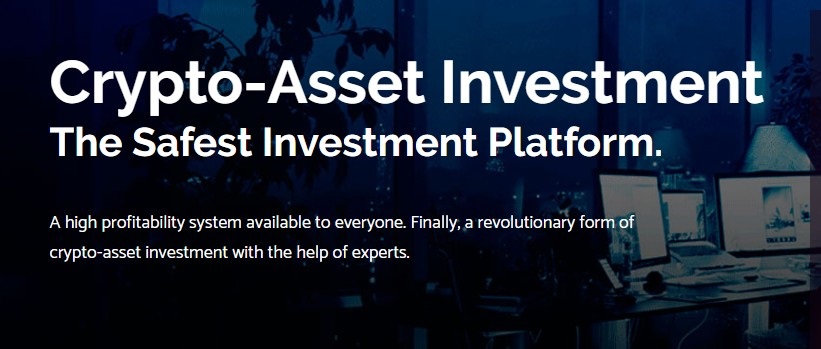 Crypto-Asset Investment
The Safest Investment Platform.
A high profitability system available to everyone. Finally, a revolutionary form of
crypto-asset investment with the help of experts.